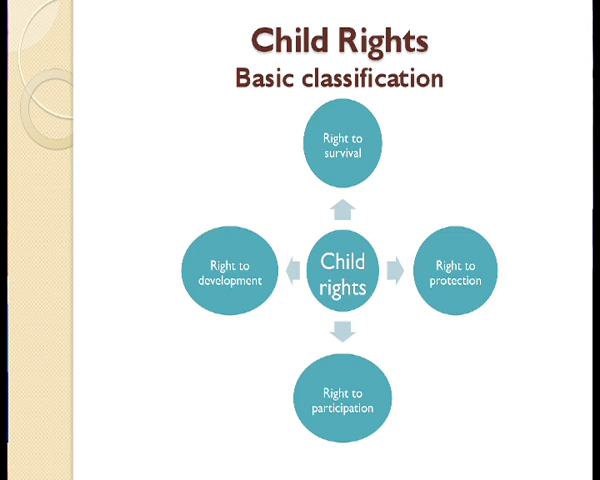 Child Rights
Basic classification
Right to
survival
Right to
development
Child
rights
Right to
protection
Right to
participation